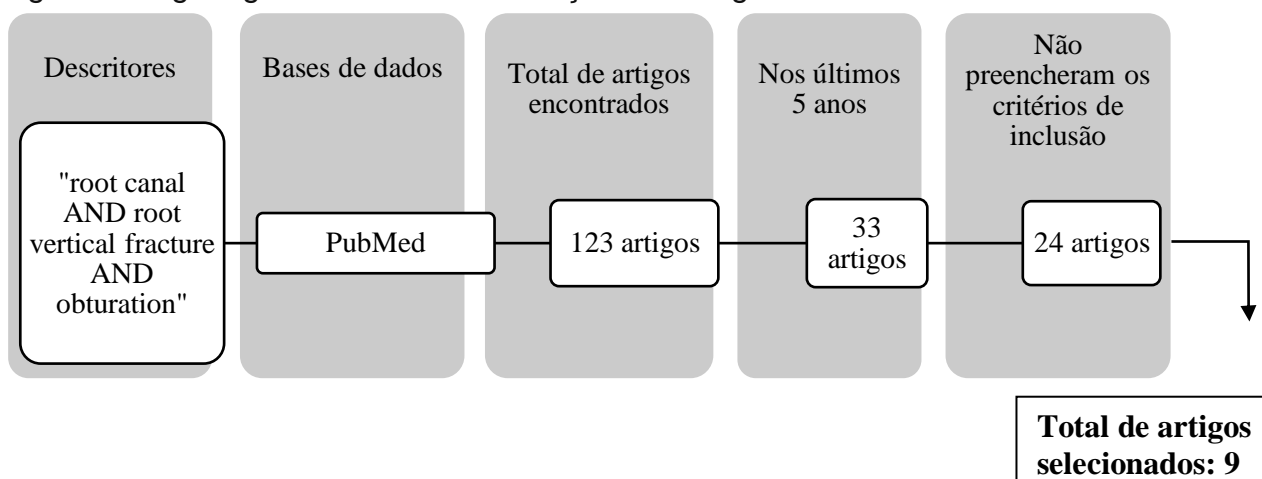 Descritores
"root canal
AND root
vertical fracture
AND
obturation"
Bases de dados
PubMed
Total de artigos
encontrados
123 artigos
Nos últimos
5 anos
33
artigos
Não
preencheram os
critérios de
inclusão
24 artigos
Total de artigos
selecionados: 9